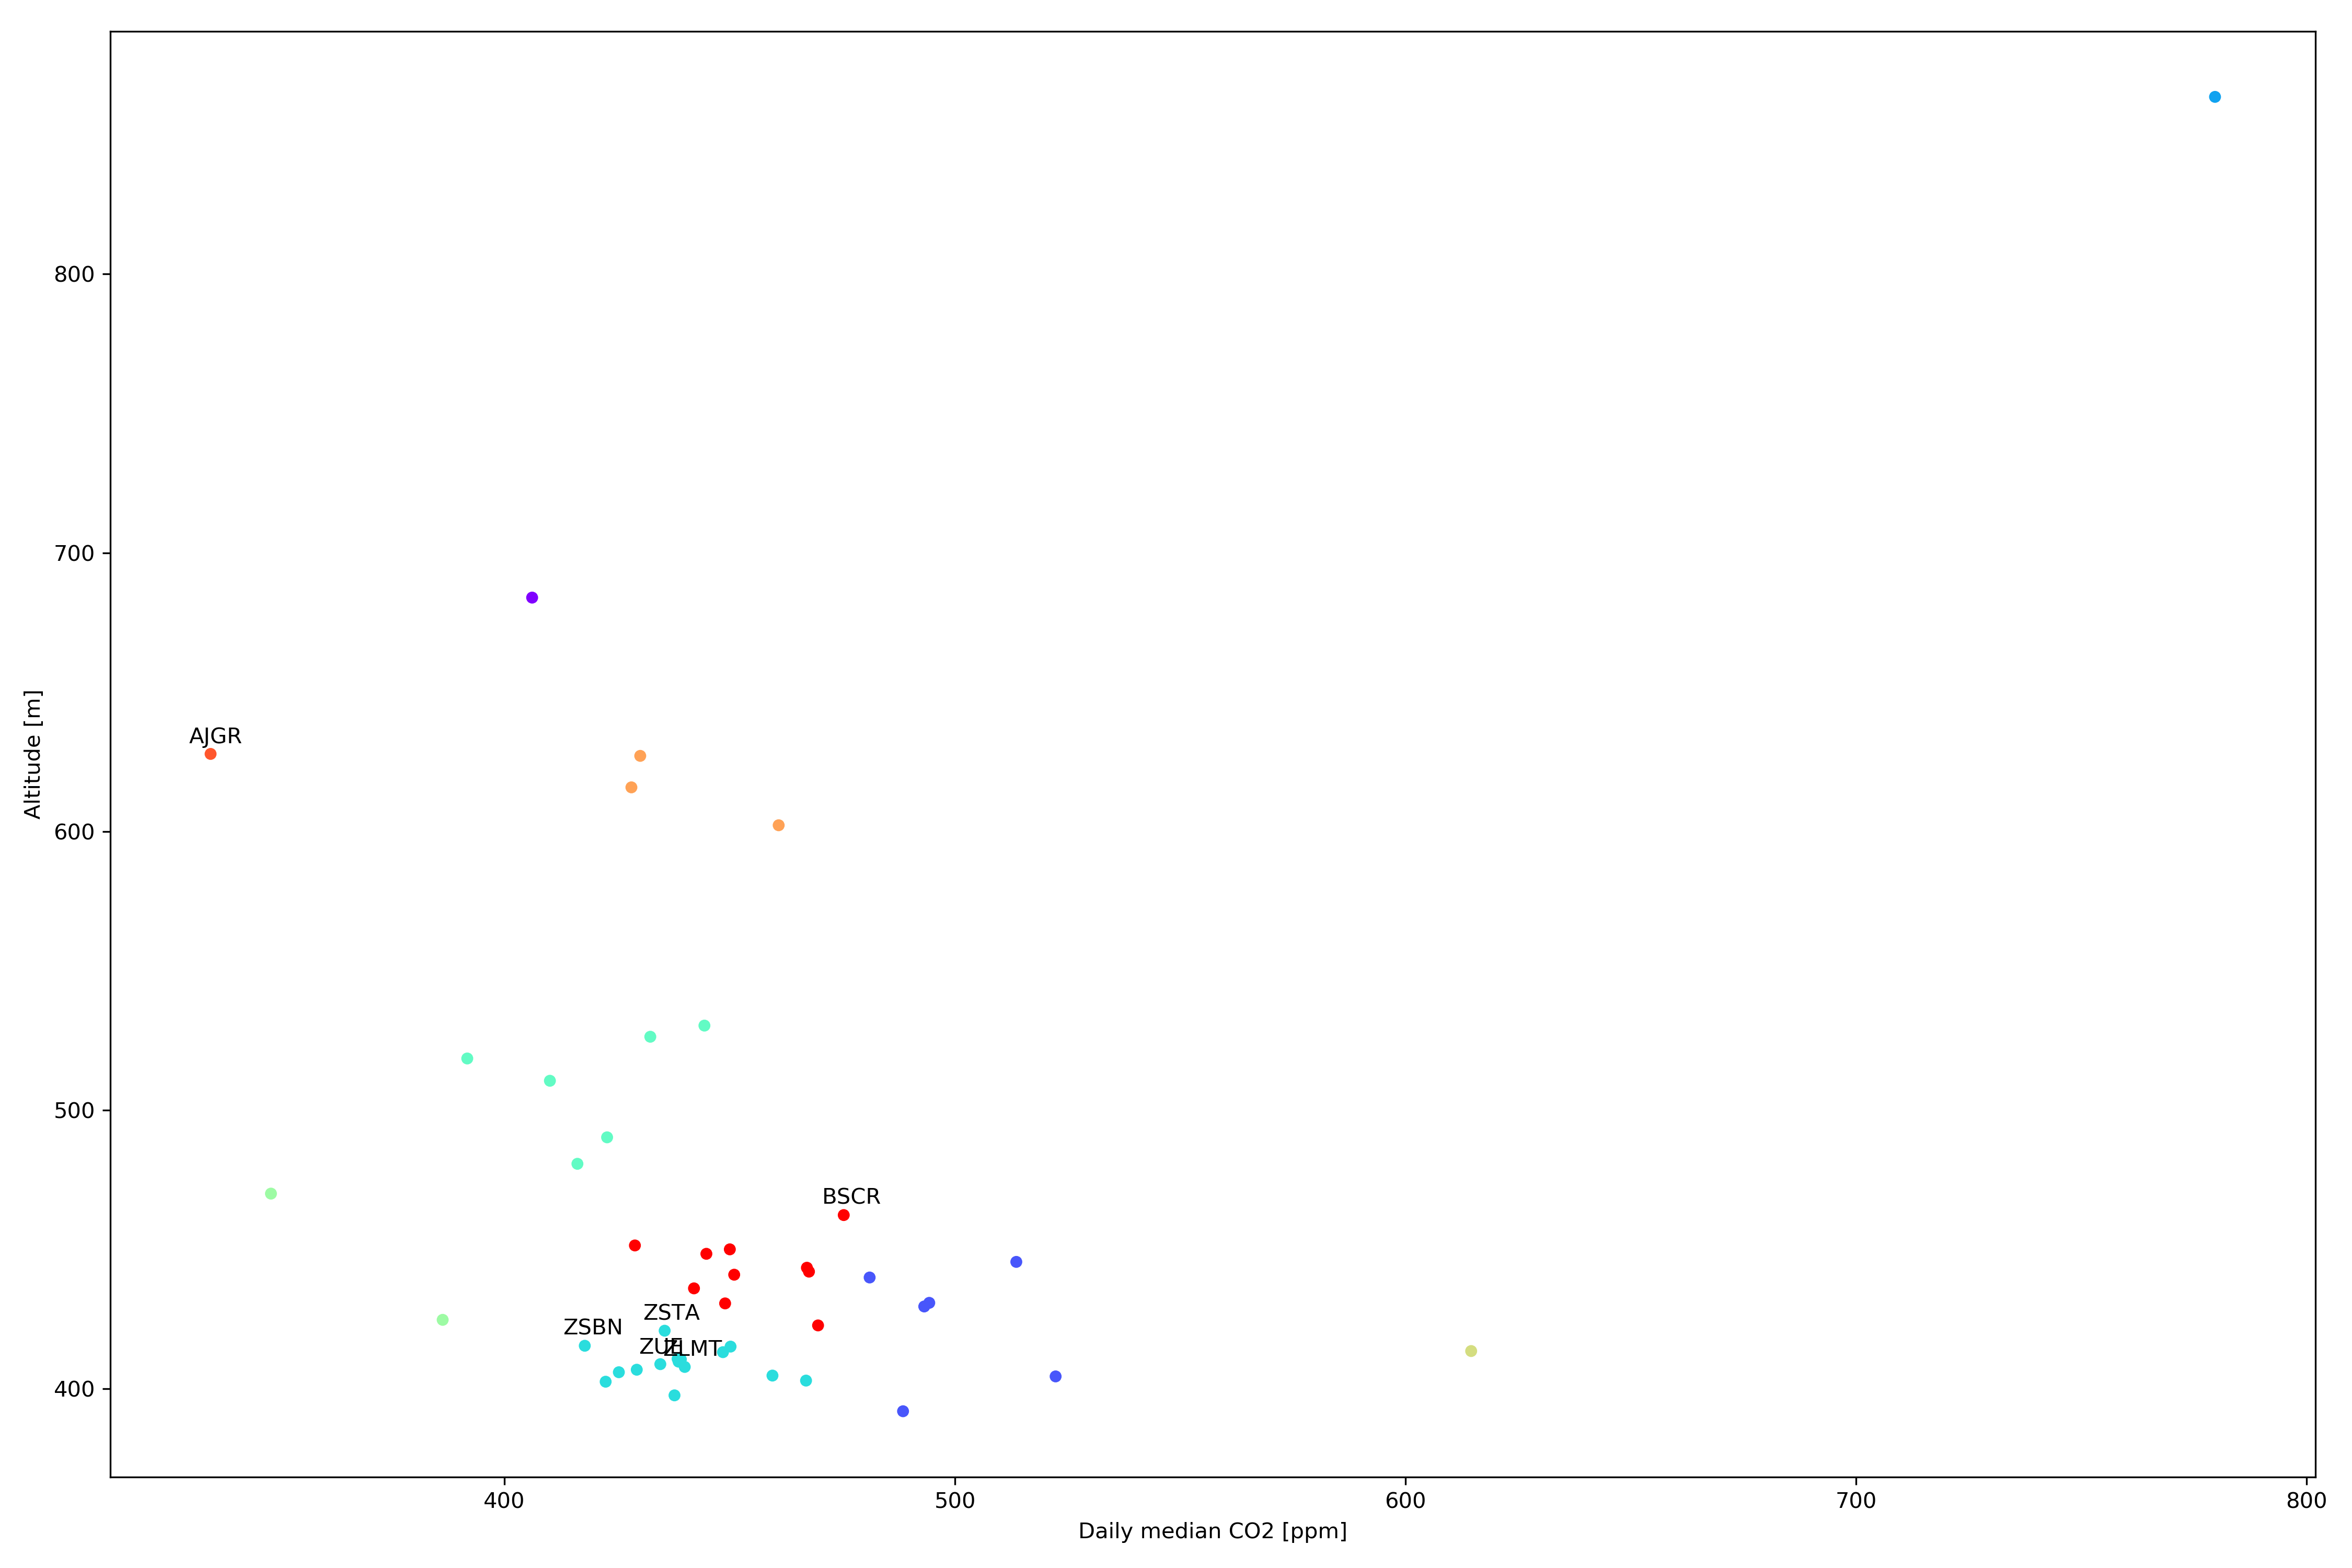 800
700
600
500
400
Altitude [m]
AJGR
BSCR
ZSTA
ZSBN
ZUE
ZLMT
400
500
600
700
800
Daily median CO2 [ppm]